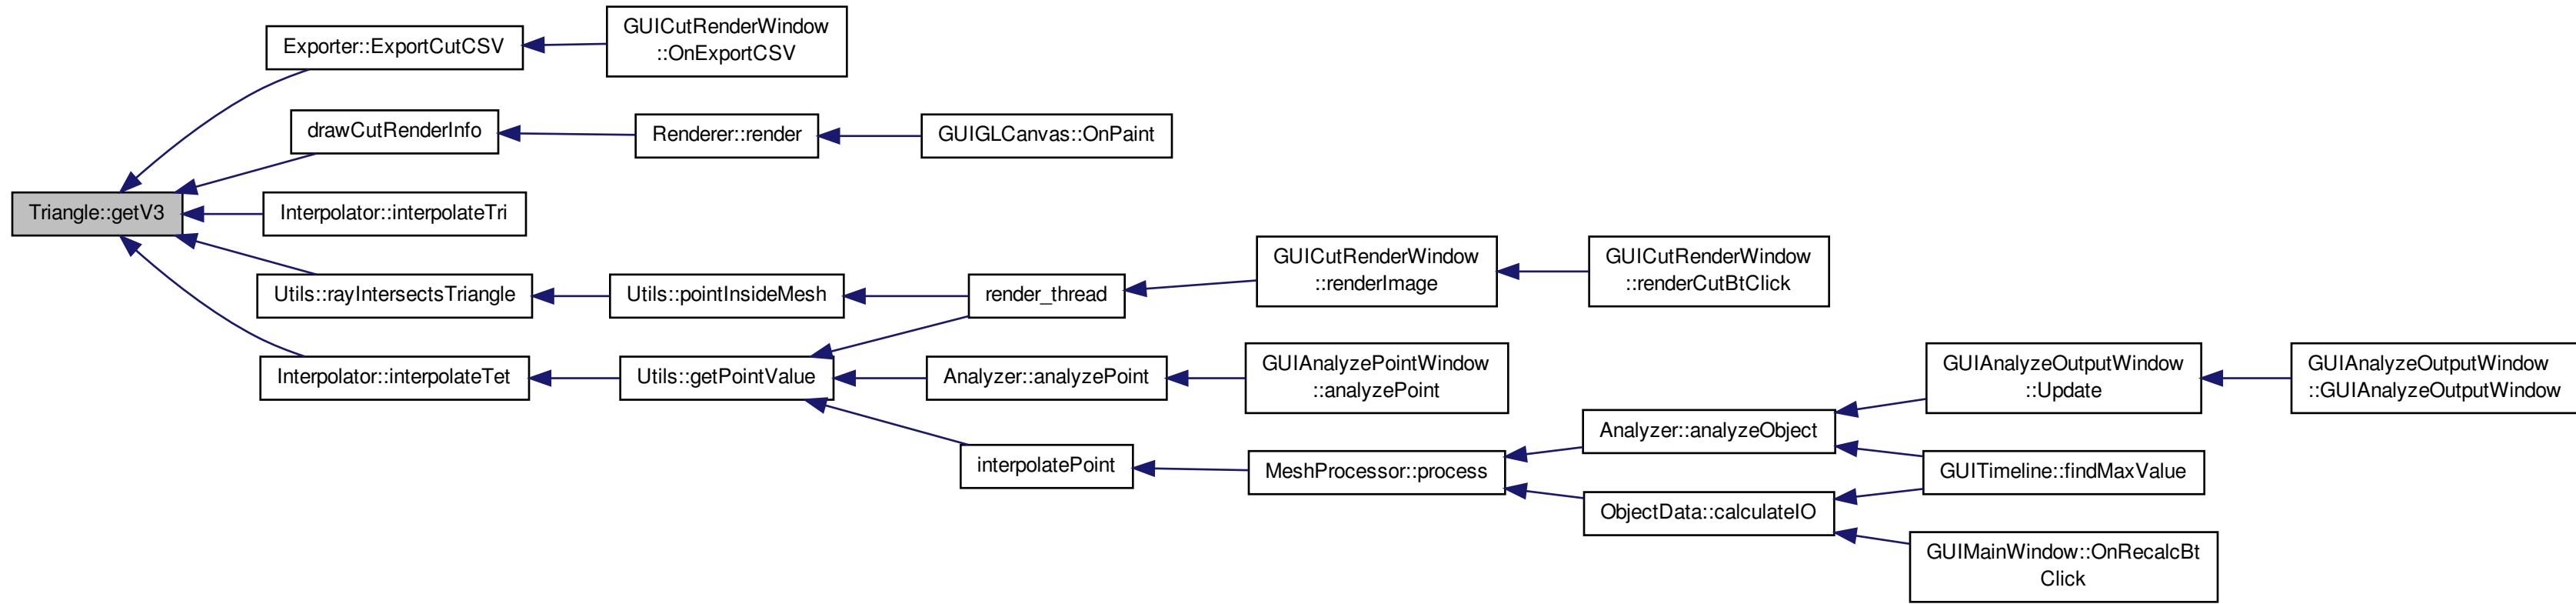 Exporter::ExportCutCSV
GUICutRenderWindow
::OnExportCSV
drawCutRenderInfo
Renderer::render
GUIGLCanvas::OnPaint
Triangle::getV3
Interpolator::interpolateTri
Utils::rayIntersectsTriangle
Utils::pointInsideMesh
render_thread
GUICutRenderWindow
::renderImage
GUICutRenderWindow
::renderCutBtClick
Interpolator::interpolateTet
Utils::getPointValue
Analyzer::analyzePoint
GUIAnalyzePointWindow
::analyzePoint
interpolatePoint
MeshProcessor::process
Analyzer::analyzeObject
GUIAnalyzeOutputWindow
::Update
GUIAnalyzeOutputWindow
::GUIAnalyzeOutputWindow
GUITimeline::findMaxValue
ObjectData::calculateIO
GUIMainWindow::OnRecalcBt
Click